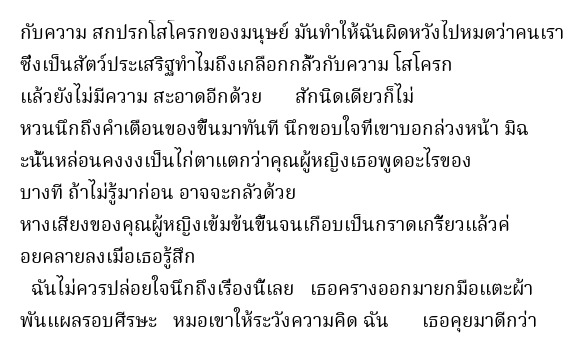 กับความ สกปรกโสโครกของมนุษย์ มันทำให้ฉันผิดหวังไปหมดว่าคนเรา
ซึ่งเป็นสัตว์ประเสริฐทำไมถึงเกลือกกลั้วกับความ โสโครก
แล้วยังไม่มีความ สะอาดอีกด้วย สักนิดเดียวก็ไม่
หวนนึกถึงคำเตือนของขึ้นมาทันที นึกขอบใจที่เขาบอกล่วงหน้า มิฉ
ะนั้นหล่อนคงงงเป็นไก่ตาแตกว่าคุณผู้หญิงเธอพูดอะไรของ
บางที ถ้าไม่รู้มาก่อน อาจจะกลัวด้วย
หางเสียงของคุณผู้หญิงเข้มข้นขึ้นจนเกือบเป็นกราดเกรี้ยวแล้วค่
อยคลายลงเมื่อเธอรู้สึก
ฉันไม่ควรปล่อยใจนึกถึงเรื่องนี้เลย เธอครางออกมายกมือแตะผ้า
พันแผลรอบศีรษะ หมอเขาให้ระวังความคิด ฉัน เธอคุยมาดีกว่า